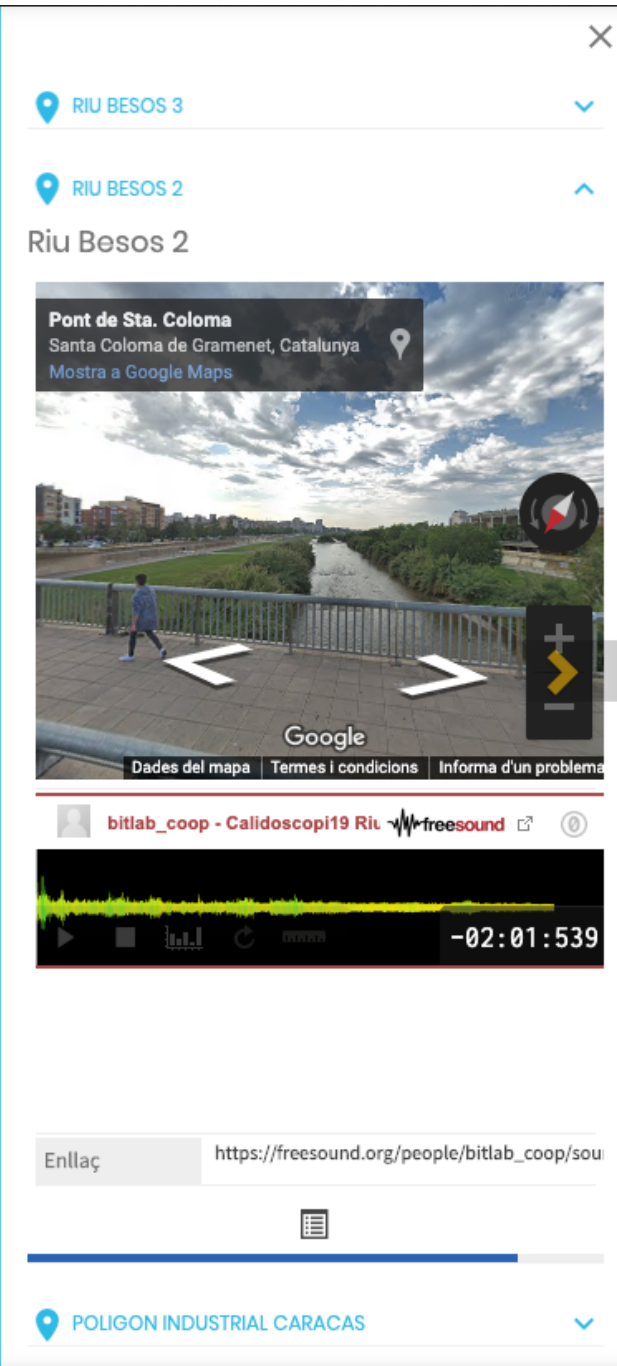 RIU BESOS 3
RIU BESOS 2
Riu Besos 2
Pont de Sta. Coloma
Santa Coloma de Gramenet, Catalunya
Mostra a Google Maps
Google
Dades del mapa Termes i condicions Informa d'un problema
bitlab_coop - Calidoscopi19 Riu freesound 0
-02:01:539
Enllaç https://freesound.org/people/bitlab_coop/sou
POLIGON INDUSTRIAL CARACAS